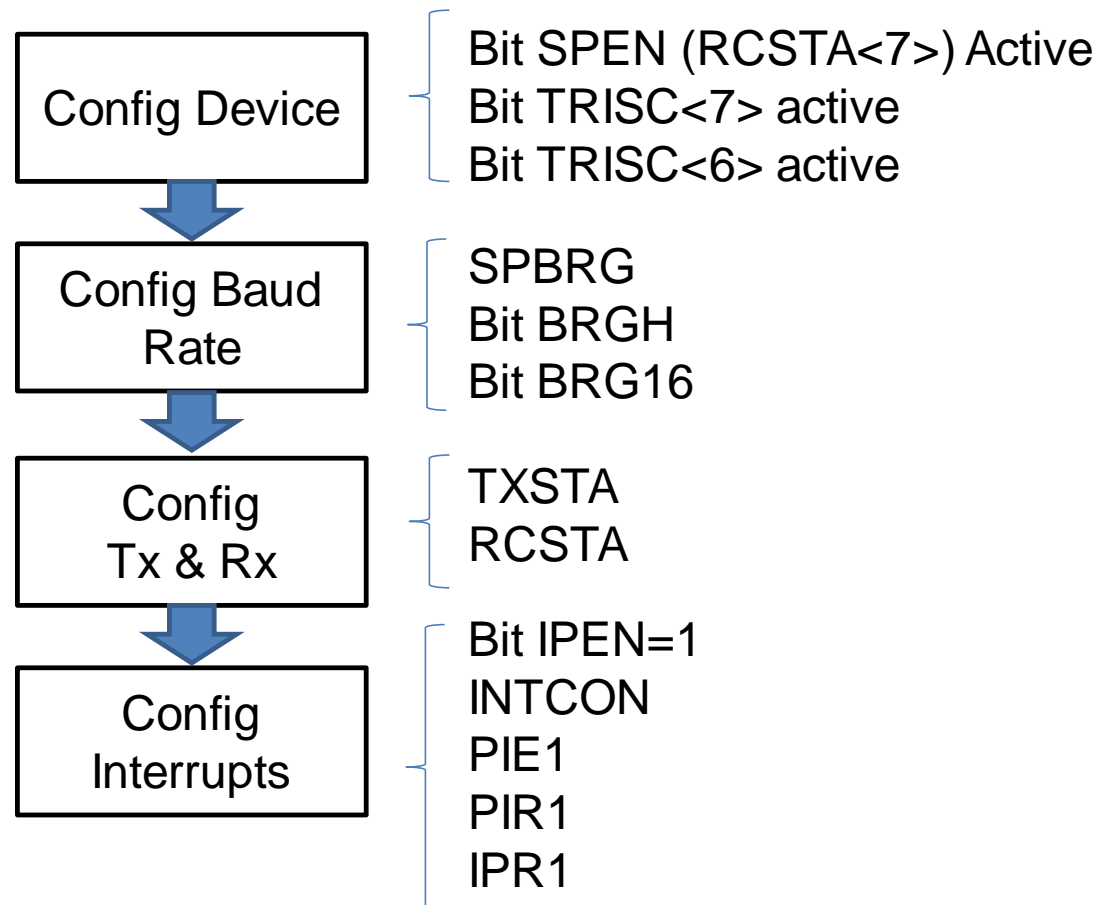 Config Device
Bit SPEN (RCSTA<7>) Active
Bit TRISC<7> active
Bit TRISC<6> active
Config Baud
Rate
SPBRG
Bit BRGH
Bit BRG16
Config
Tx & Rx
TXSTA
RCSTA
Config
Interrupts
Bit IPEN=1
INTCON
PIE1
PIR1
IPR1